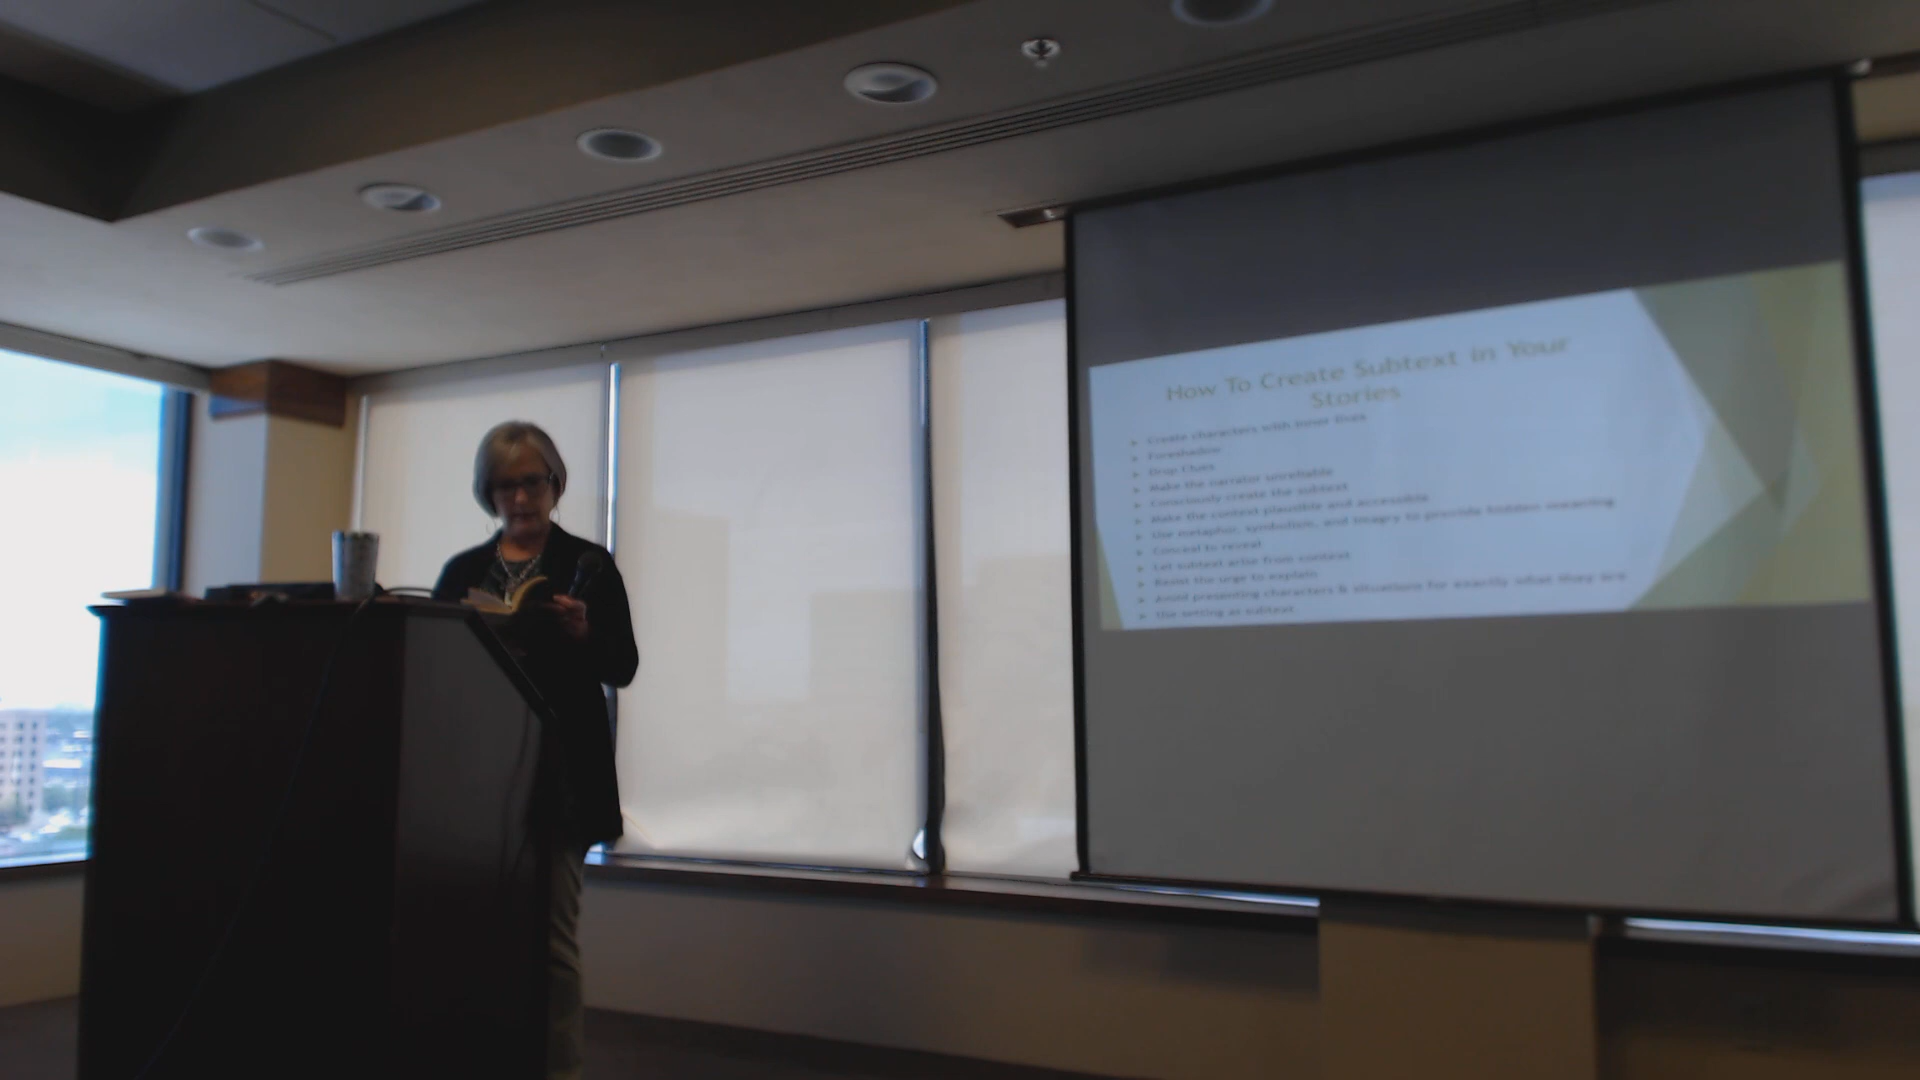 How To Create Subtext in Your
Stories
Create characters with inner lives
Foreshadow
Drop Clues
Make the narrator unreliable
Consciously create the subtext
Make the context plausible and accessible
Use metaphor, symbolism, and imagry to provide hidden meaning
Conceal to reveal
Let subtext arise from context
Resist the urge to explain
Avoid presenting characters & situations for exactly what they are
Use setting as subtext